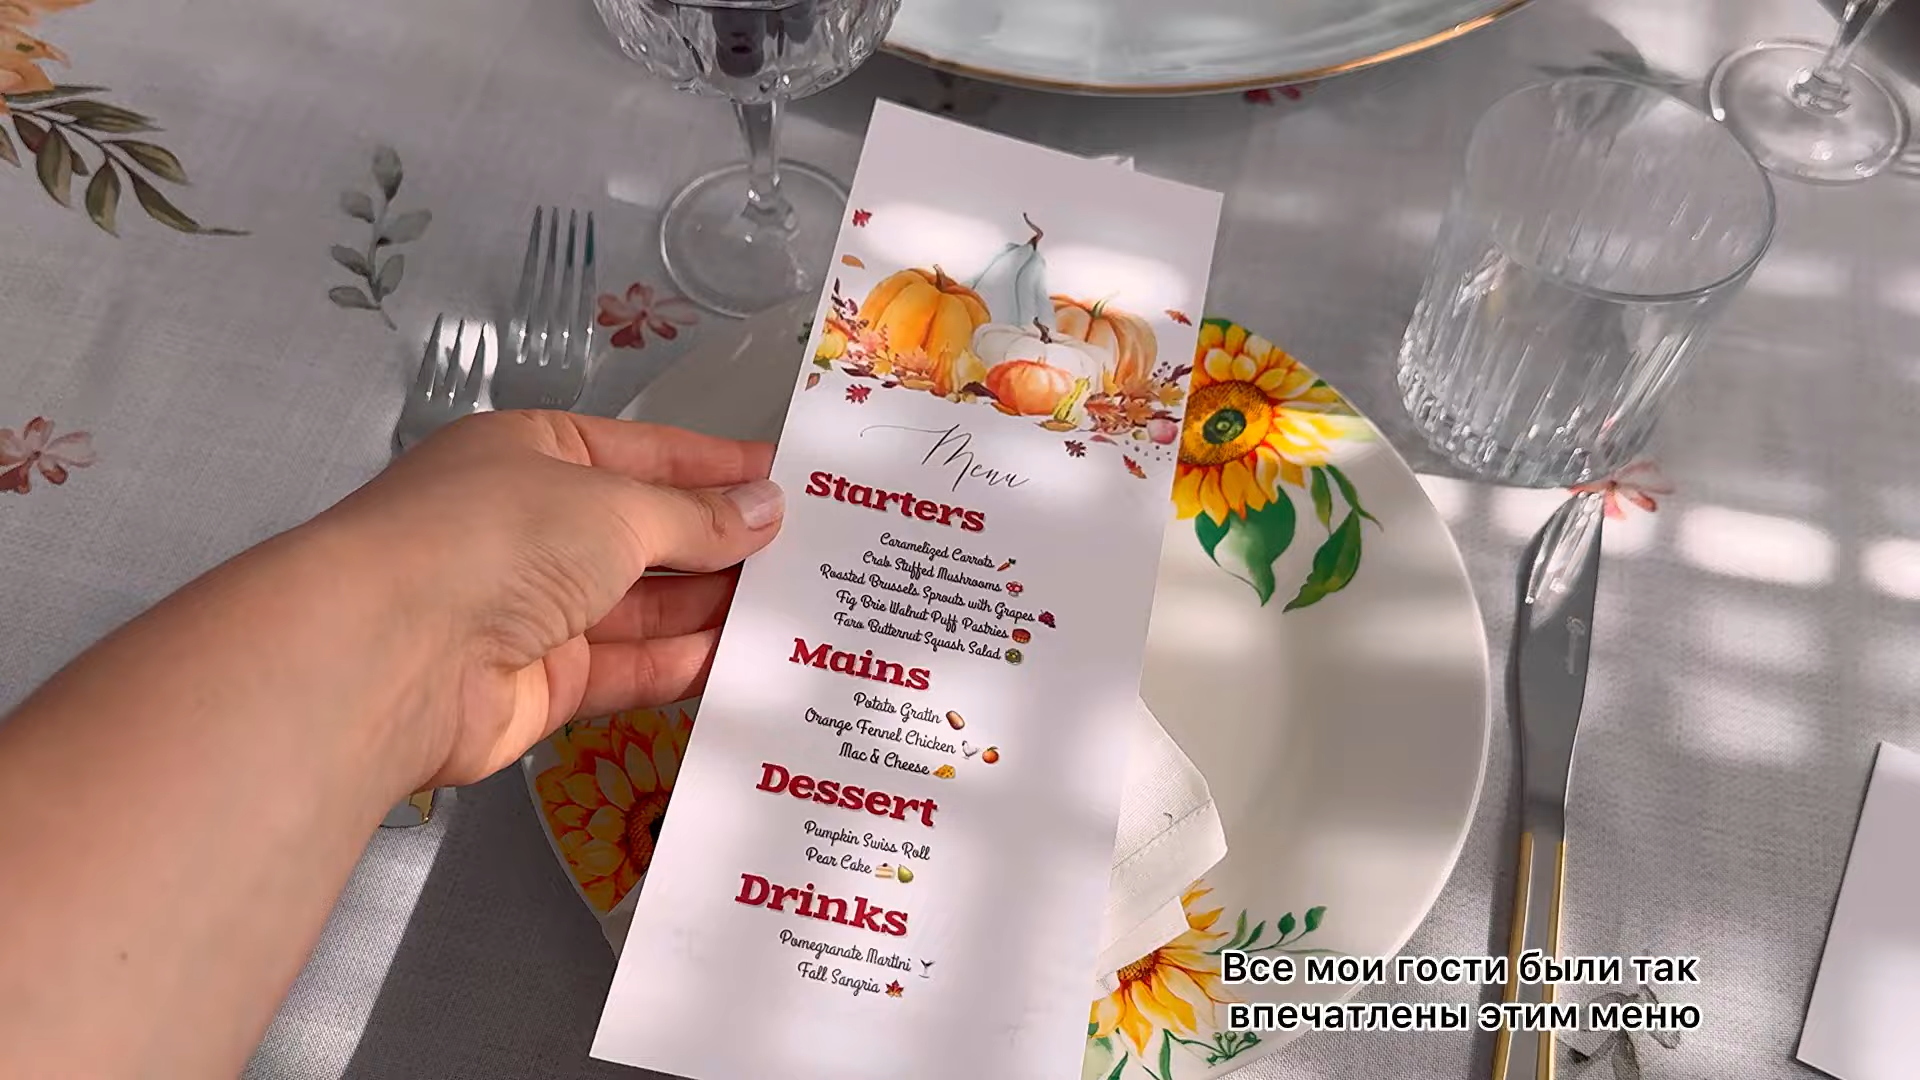 Menu
Starters
Caramelized Carrots
Crab Stuffed Mushrooms
Roasted Brussels Sprouts with Grapes
Fig Brie Walnut Puff Pastries
Faro Butternut Squash Salad
Mains
Potato Gratin
Orange Fennel Chicken
Mac & Cheese
Dessert
Pumpkin Swiss Roll
Pear Cake
Drinks
Pomegranate Martini
Fall Sangria
Все мои гости были так
впечатлены этим меню